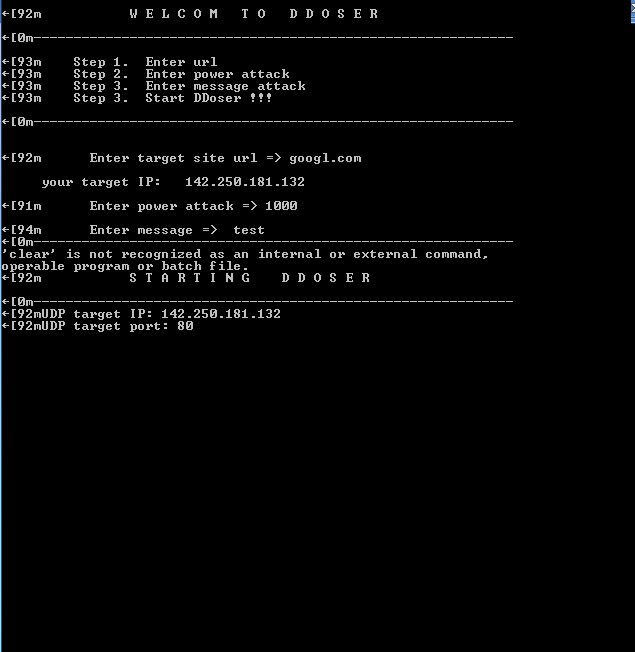 ←[92m W E L C O M T O D D O S E R
←[0m------------------------------------------------------------
←[93m Step 1. Enter url
←[93m Step 2. Enter power attack
←[93m Step 3. Enter message attack
←[93m Step 3. Start DDoser !!!
←[0m------------------------------------------------------------
←[92m Enter target site url => googl.com
your target IP: 142.250.181.132
←[91m Enter power attack => 1000
←[94m Enter message => test
←[0m------------------------------------------------------------
'clear' is not recognized as an internal or external command,
operable program or batch file.
←[92m S T A R T I N G D D O S E R
←[0m------------------------------------------------------------
←[92mUDP target IP: 142.250.181.132
←[92mUDP target port: 80